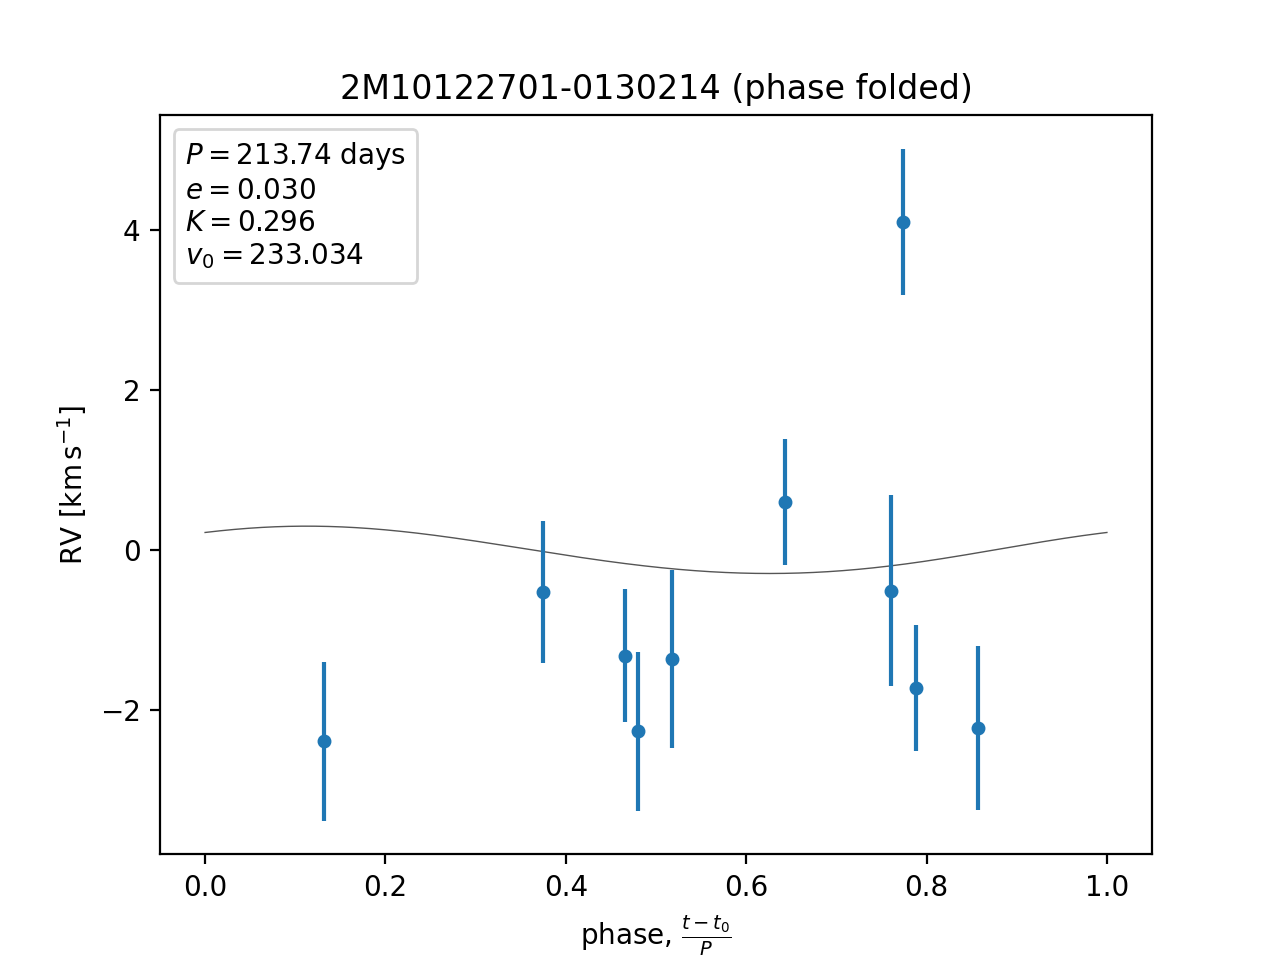 2M10122701-0130214 (phase folded)
P = 213.74 days
e = 0.030
K = 0.296
v₀ = 233.034
4
2
0
−2
RV [km s⁻¹]
0.0 0.2 0.4 0.6 0.8 1.0
phase, (t − t₀)/P